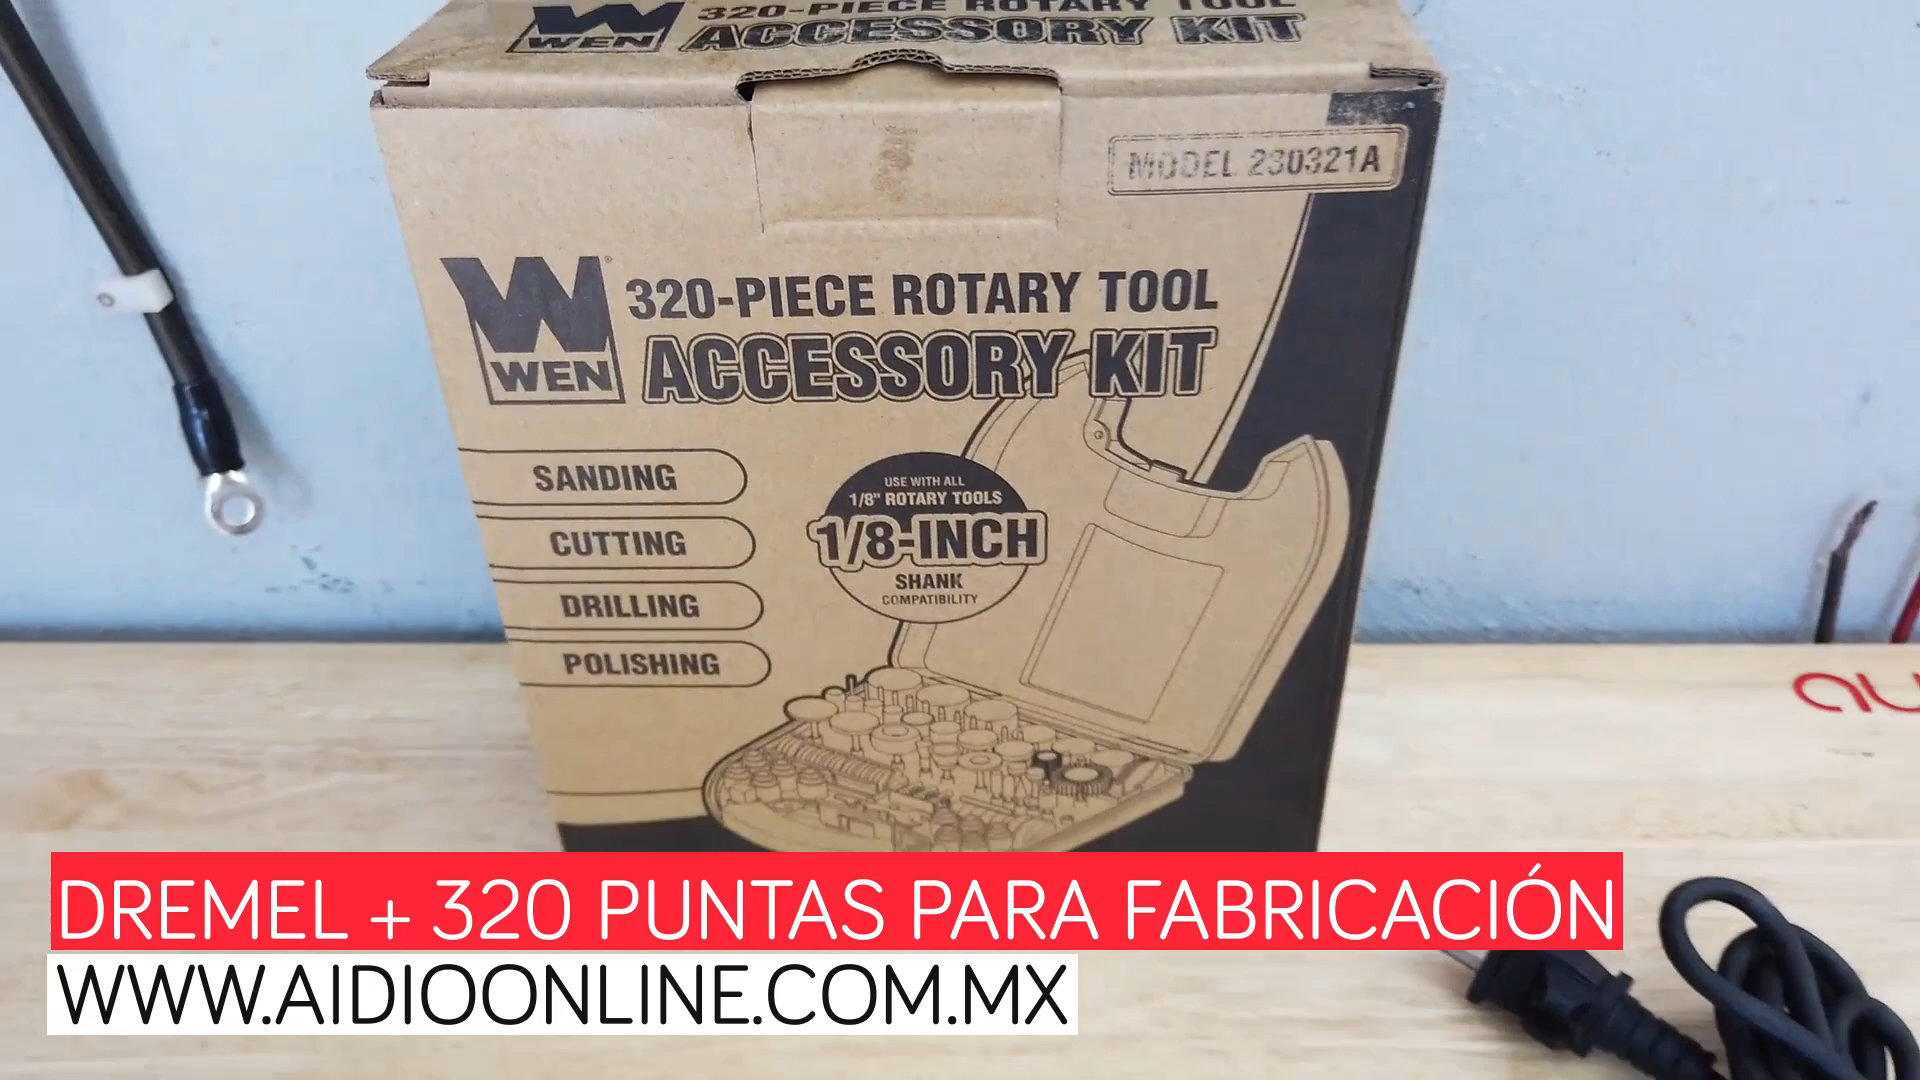 WEN 320-PIECE ROTARY TOOL
ACCESSORY KIT
MODEL 230321A
320-PIECE ROTARY TOOL
WEN ACCESSORY KIT
SANDING
CUTTING
DRILLING
POLISHING
USE WITH ALL
1/8" ROTARY TOOLS
1/8-INCH
SHANK
COMPATIBILITY
DREMEL + 320 PUNTAS PARA FABRICACIÓN
WWW.AIDIOONLINE.COM.MX